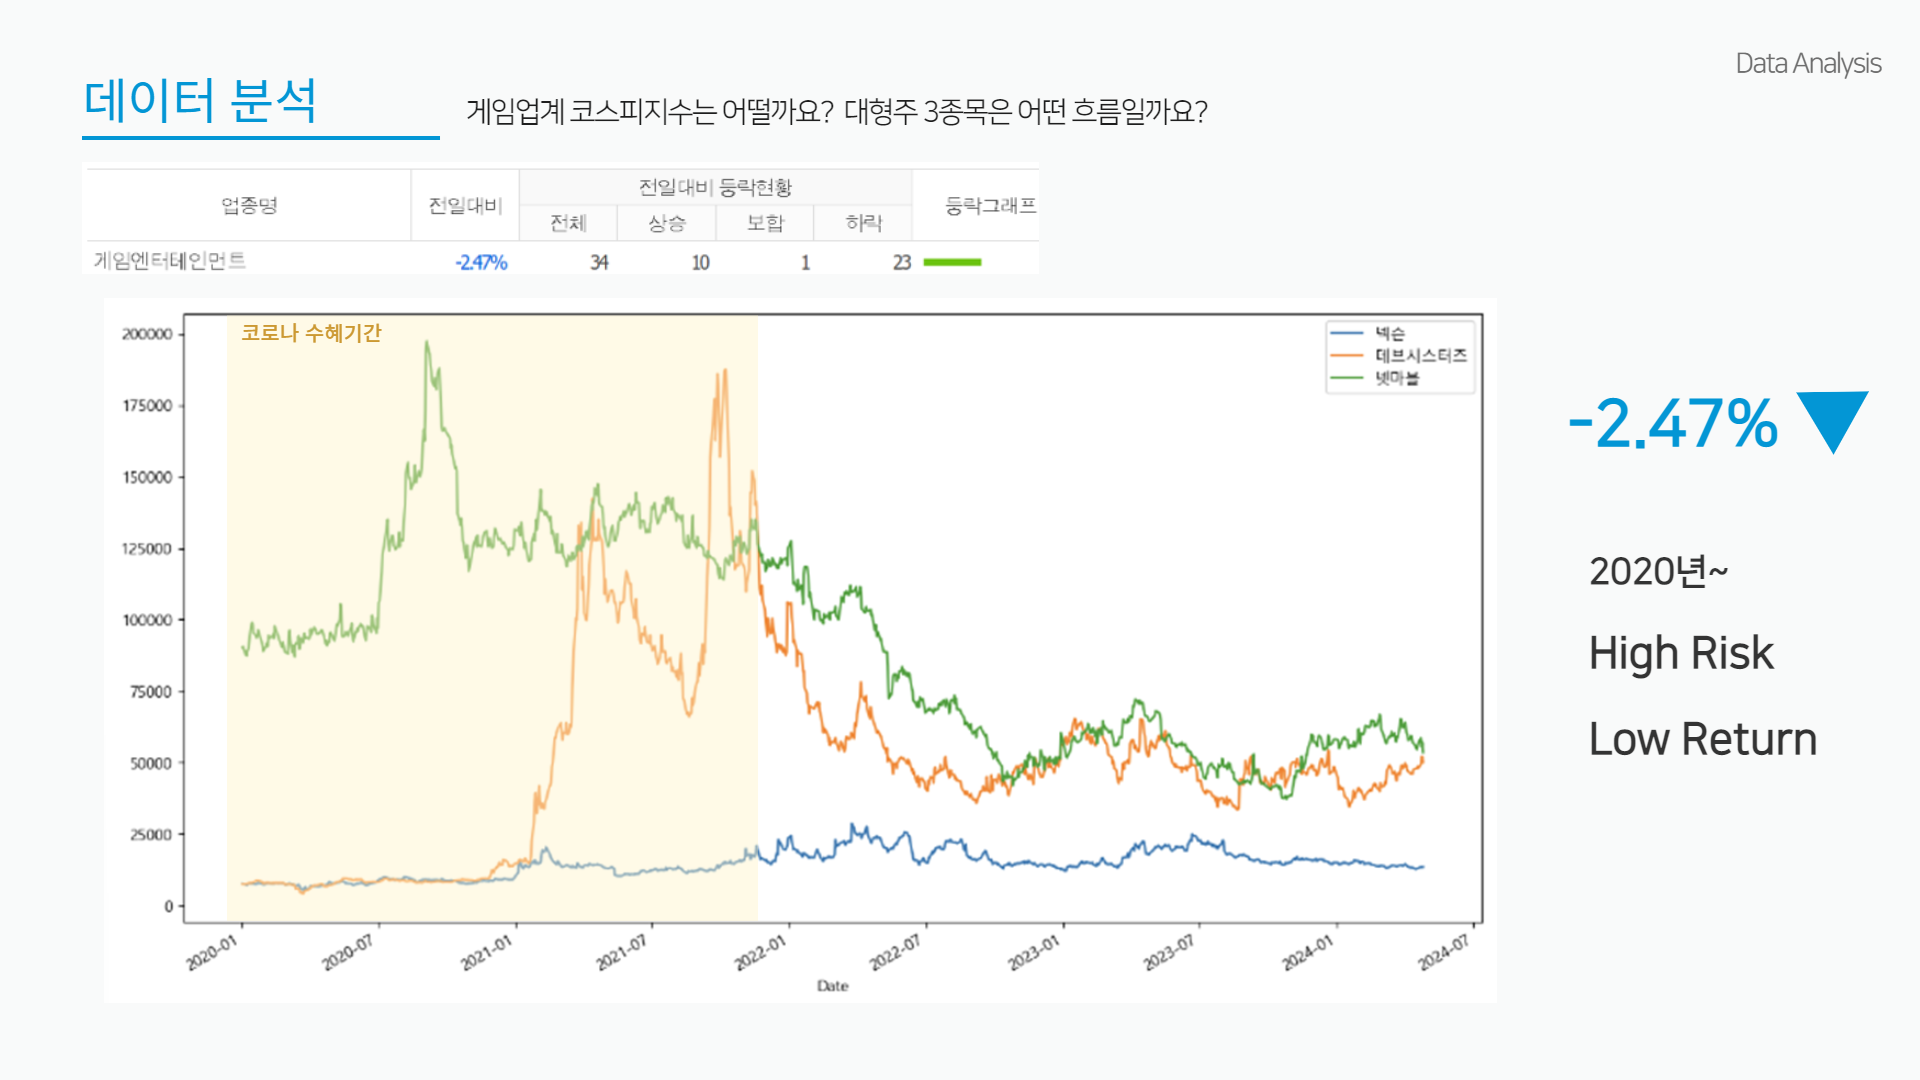 Data Analysis
데이터 분석
게임업계 코스피지수는 어떨까요? 대형주 3종목은 어떤 흐름일까요?
업종명 전일대비 전일대비 등락현황 등락그래프
전체 상승 보합 하락
게임엔터테인먼트 -2.47% 34 10 1 23
코로나 수혜기간
넥슨
데브시스터즈
넷마블
200000
175000
150000
125000
100000
75000
50000
25000
0
2020-01 2020-07 2021-01 2021-07 2022-01 2022-07 2023-01 2023-07 2024-01 2024-07
Date
-2.47%
2020년~
High Risk
Low Return